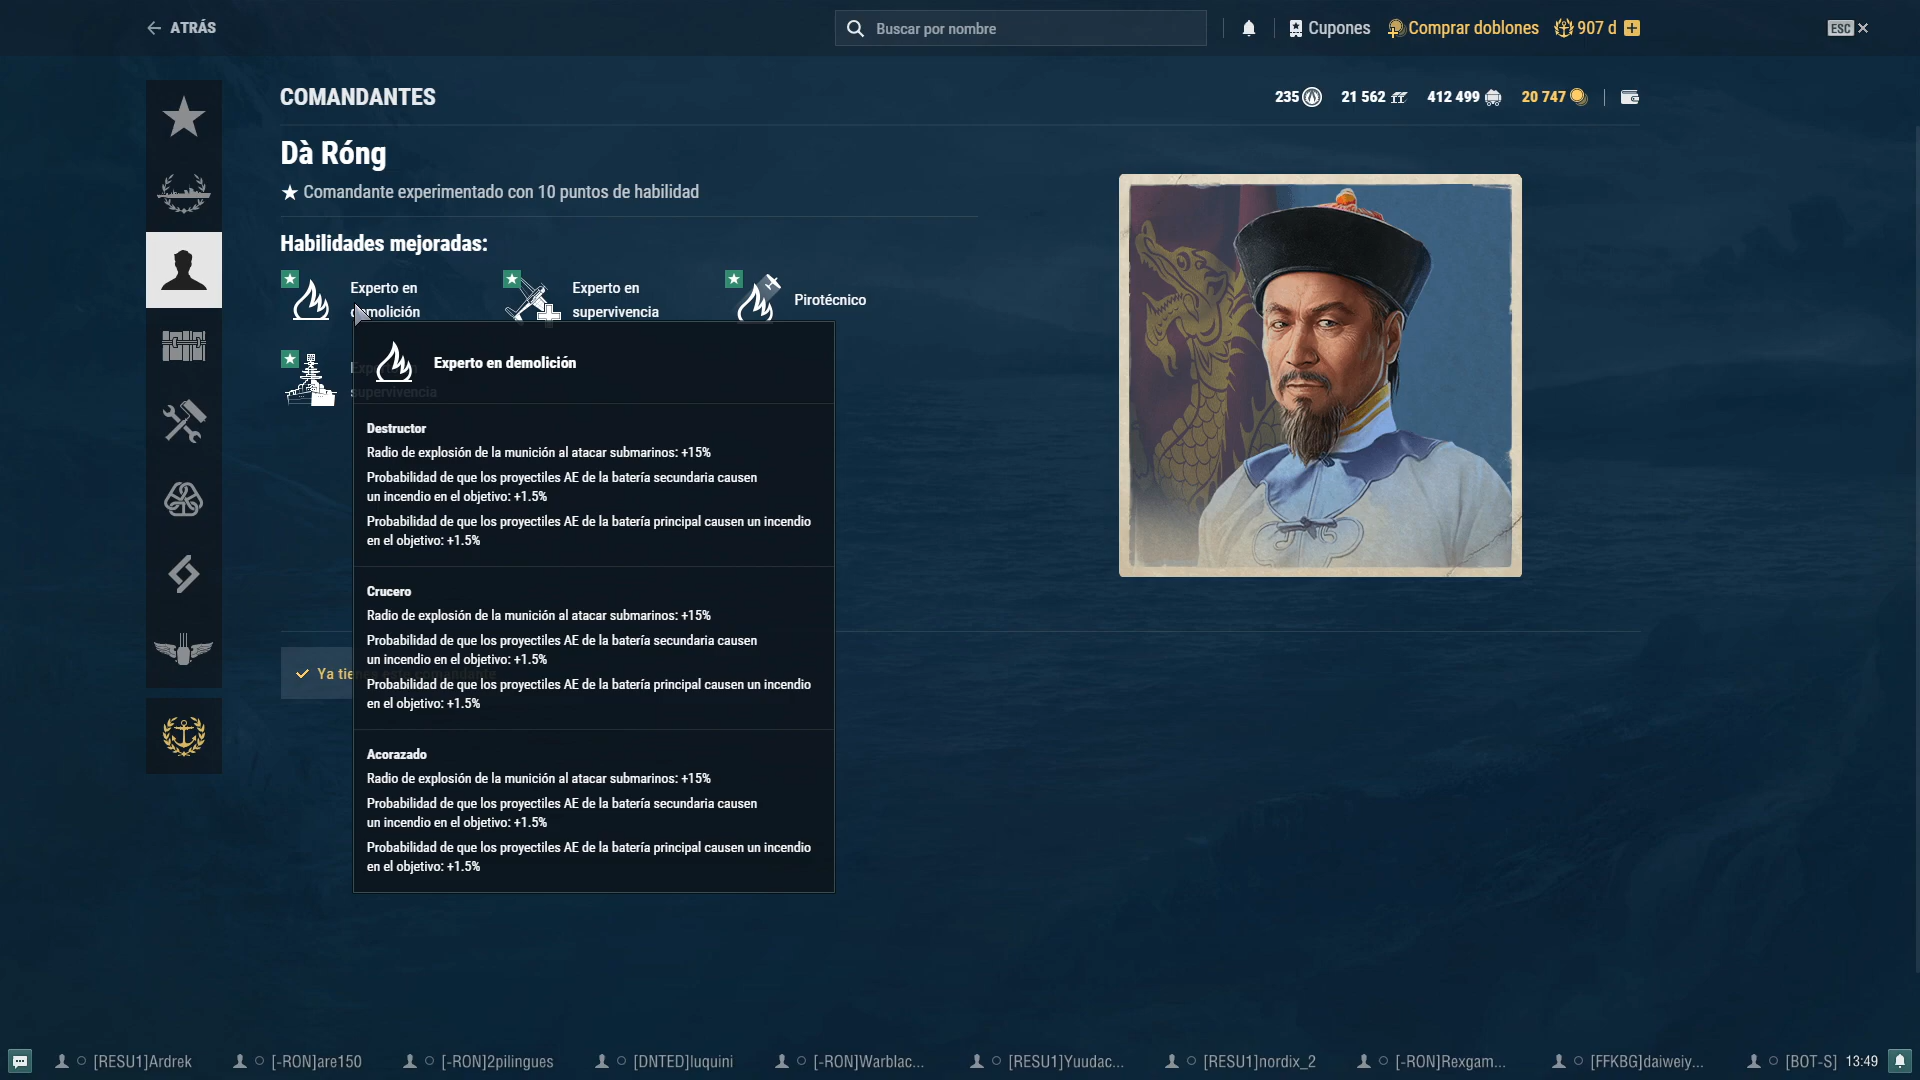 ATRÁS
Buscar por nombre
Cupones
Comprar doblones
907 d
ESC
COMANDANTES
235
21 562
412 499
20 747
Dà Róng
Comandante experimentado con 10 puntos de habilidad
Habilidades mejoradas:
Experto en
demolición
Experto en
supervivencia
Pirotécnico
supervivencia
Experto en demolición
Destructor
Radio de explosión de la munición al atacar submarinos: +15%
Probabilidad de que los proyectiles AE de la batería secundaria causen
un incendio en el objetivo: +1.5%
Probabilidad de que los proyectiles AE de la batería principal causen un incendio
en el objetivo: +1.5%
Crucero
Radio de explosión de la munición al atacar submarinos: +15%
Probabilidad de que los proyectiles AE de la batería secundaria causen
un incendio en el objetivo: +1.5%
Probabilidad de que los proyectiles AE de la batería principal causen un incendio
en el objetivo: +1.5%
Acorazado
Radio de explosión de la munición al atacar submarinos: +15%
Probabilidad de que los proyectiles AE de la batería secundaria causen
un incendio en el objetivo: +1.5%
Probabilidad de que los proyectiles AE de la batería principal causen un incendio
en el objetivo: +1.5%
Ya
[RESU1]Ardrek
[-RON]are150
[-RON]2pilingues
[DNTED]luquini
[-RON]Warblac...
[RESU1]Yuudac...
[RESU1]nordix_2
[-RON]Rexgam...
[FFKBG]daiweiy...
[BOT-S]
13:49